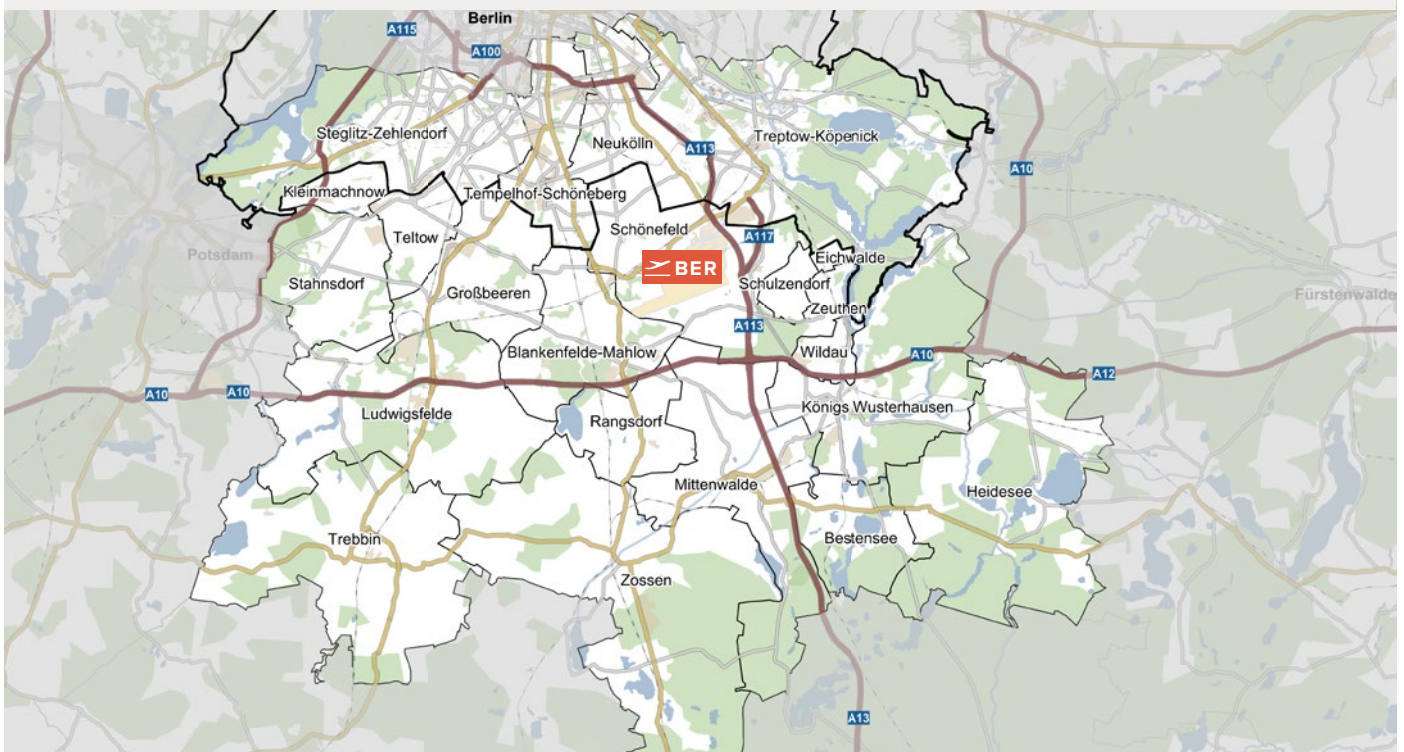 Berlin
A115
A100
Steglitz-Zehlendorf
Neukölln
A113
Treptow-Köpenick
A10
Kleinmachnow
Tempelhof-Schöneberg
Teltow
Schönefeld
A117
Potsdam
BER
Eichwalde
Stahnsdorf
Großbeeren
Schulzendorf
Fürstenwalde
Zeuthen
A113
Blankenfelde-Mahlow
Wildau
A10
A12
A10
A10
Ludwigsfelde
Rangsdorf
Königs Wusterhausen
Mittenwalde
Heidesee
Trebbin
Bestensee
Zossen
A13